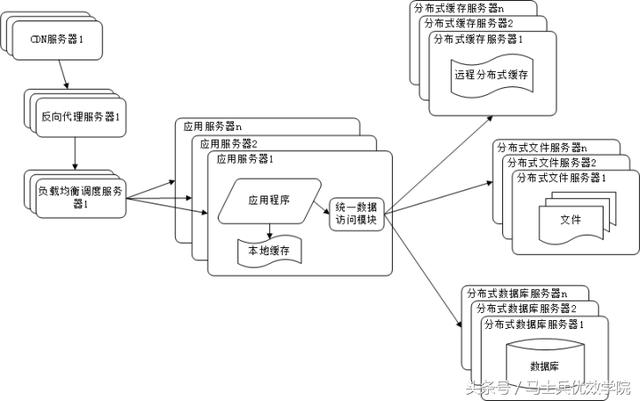 CDN服务器1
反向代理服务器1
负载均衡调度服务
器1
应用服务器n
应用服务器2
应用服务器1
应用程序
本地缓存
统一数据
访问模块
分布式缓存服务器n
分布式缓存服务器2
分布式缓存服务器1
远程分布式缓存
分布式文件服务器n
分布式文件服务器2
分布式文件服务器1
文件
分布式数据库服务器n
分布式数据库服务器2
分布式数据库服务器1
数据库
头条号 / 马士兵优效学院